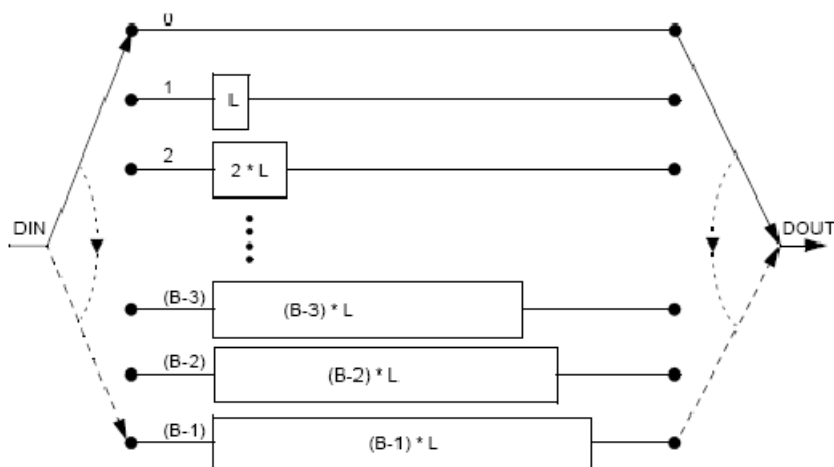 0
1 L
2 2 * L
DIN DOUT
(B-3) (B-3) * L
(B-2) (B-2) * L
(B-1) (B-1) * L